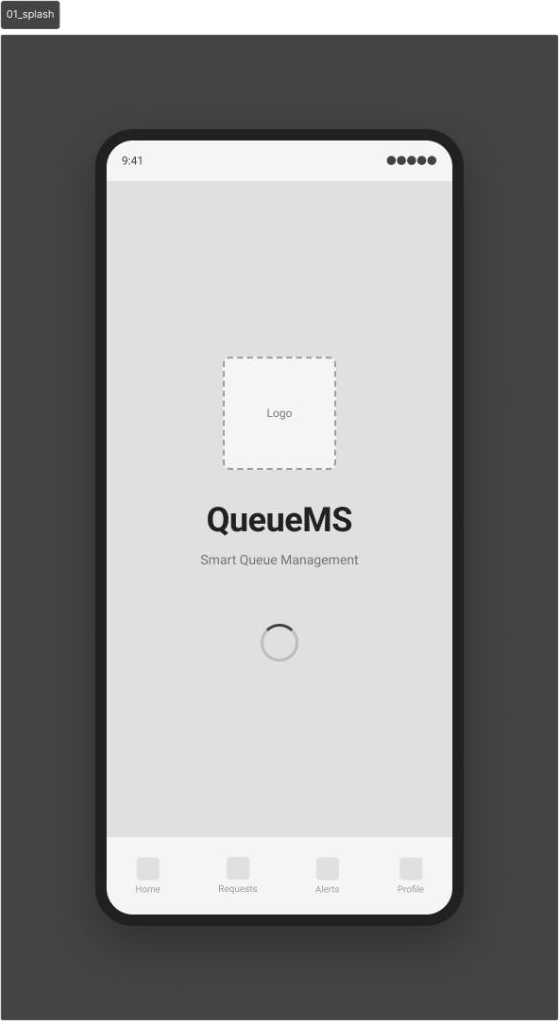 01_splash
9:41
Logo
QueueMS
Smart Queue Management
Home Requests Alerts Profile